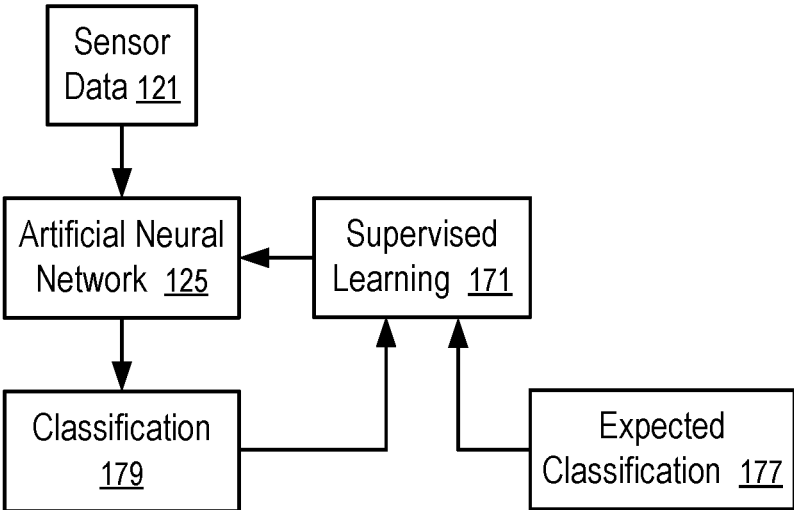 Sensor
Data 121
Artificial Neural
Network 125
Supervised
Learning 171
Classification
179
Expected
Classification 177